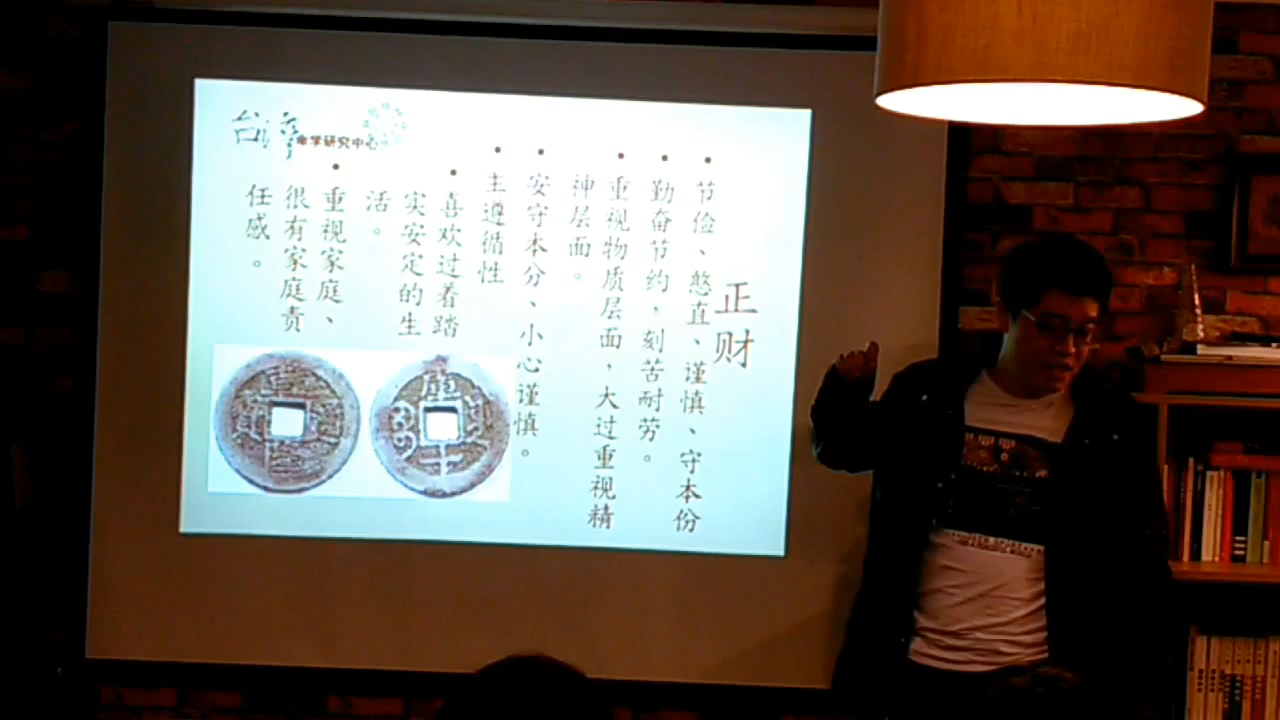 台湾命学研究中心
正财
• 节俭、憨直、谨慎、守本份
• 勤奋节约，刻苦耐劳。
• 重视物质层面，大过重视精
神层面。
• 安守本分、小心谨慎。
• 主遵循性
• 喜欢过着踏
实安定的生
活。
• 重视家庭、
很有家庭责
任感。